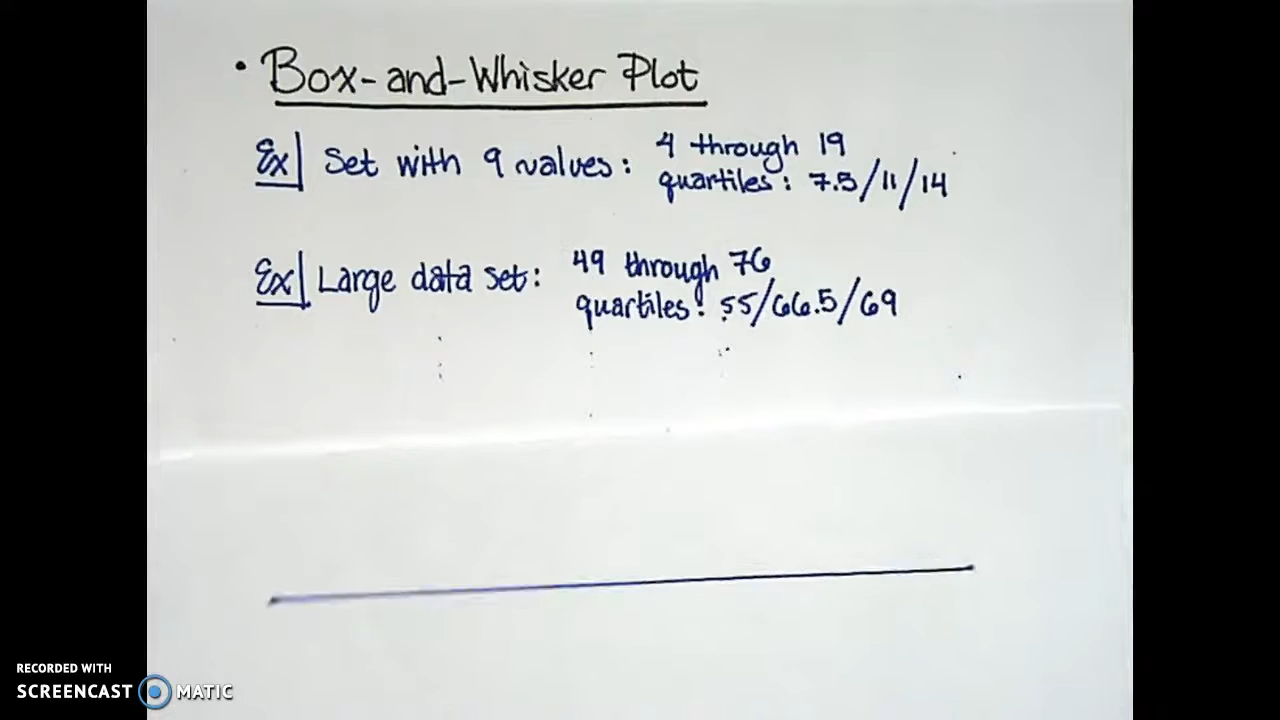 • Box-and-Whisker Plot
Ex| Set with 9 values: 4 through 19
quartiles: 7.5/11/14
Ex| Large data set: 49 through 76
quartiles: 55/66.5/69
RECORDED WITH
SCREENCAST MATIC